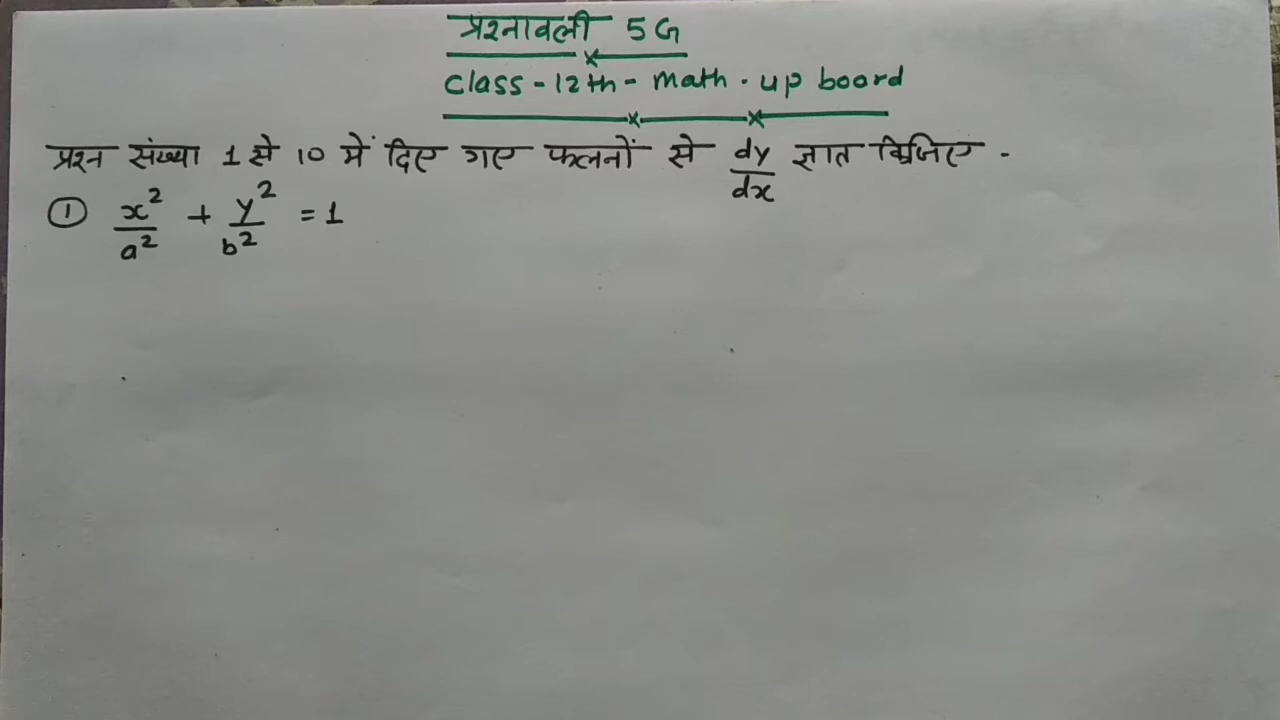 प्रश्नावली 5G
Class - 12th - math . up board
प्रश्न संख्या 1 से 10 में दिए गए फलनों से dy/dx ज्ञात किजिए .
① x²/a² + y²/b² = 1